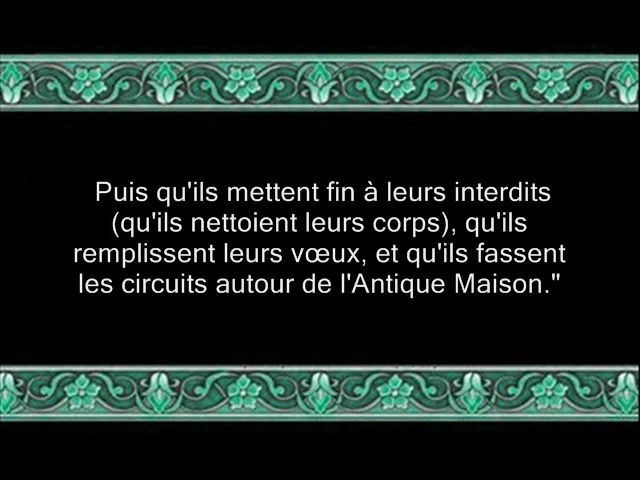 Puis qu'ils mettent fin à leurs interdits
(qu'ils nettoient leurs corps), qu'ils
remplissent leurs vœux, et qu'ils fassent
les circuits autour de l'Antique Maison."